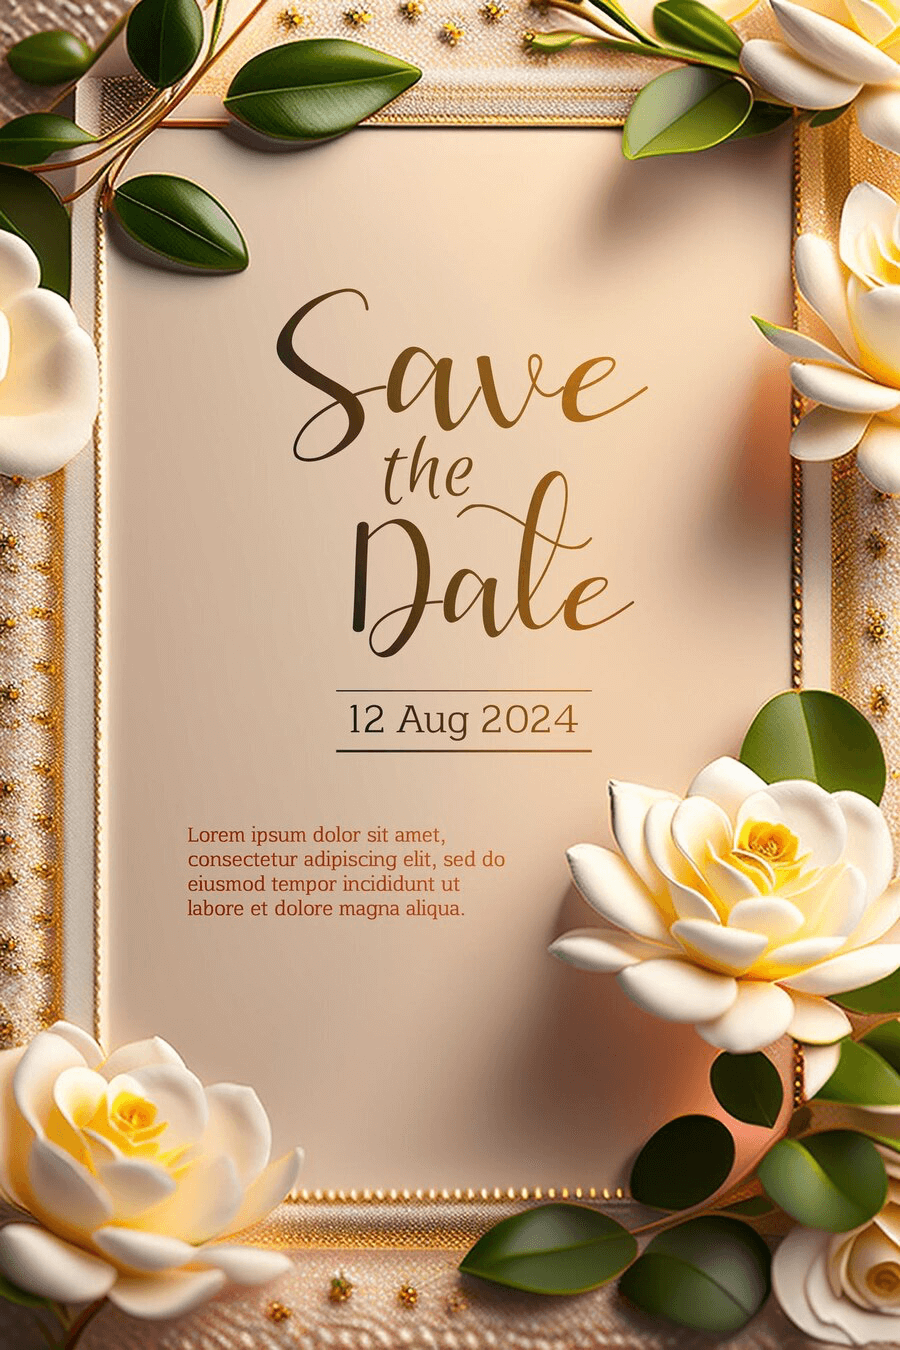 Save
the
Date
12 Aug 2024
Lorem ipsum dolor sit amet,
consectetur adipiscing elit, sed do
eiusmod tempor incididunt ut
labore et dolore magna aliqua.